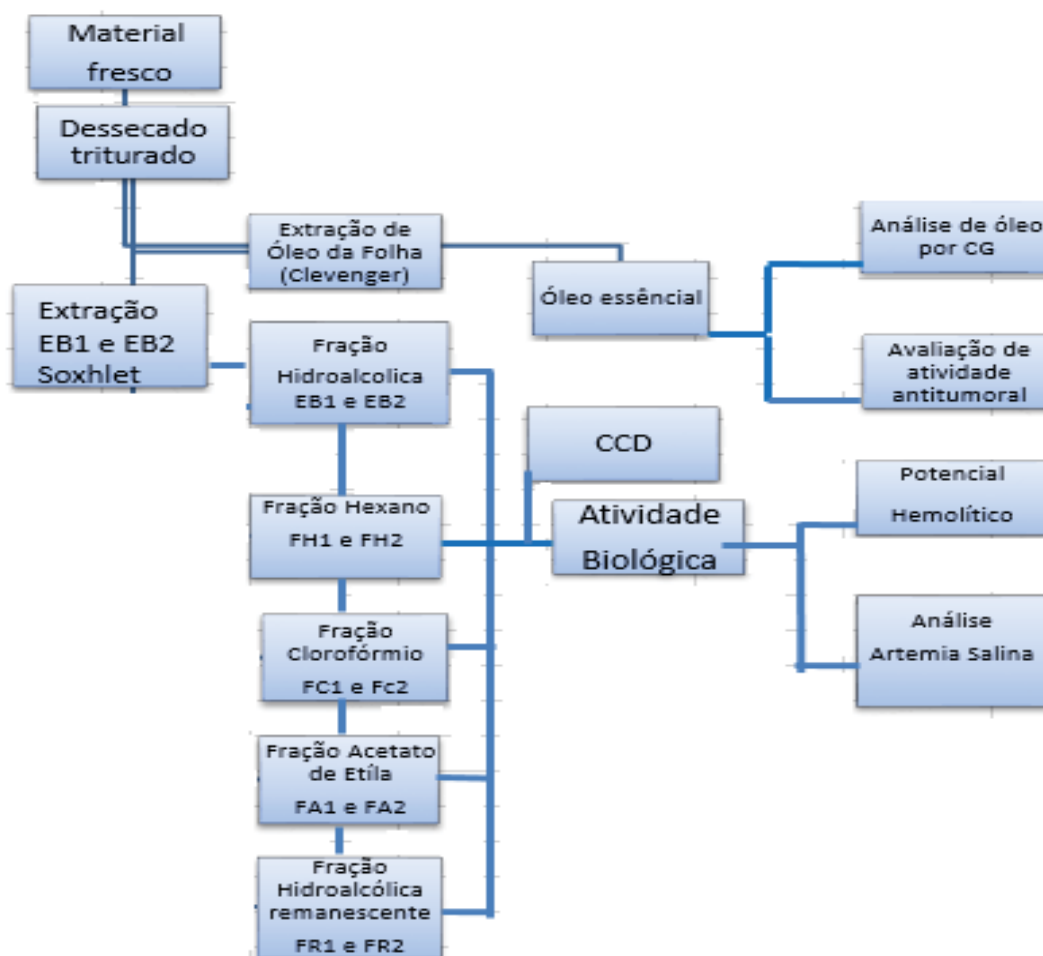 Material
fresco
Dessecado
triturado
Extração de
Óleo da Folha
(Clevenger)
Óleo essêncial
Análise de óleo
por CG
Avaliação de
atividade
antitumoral
Extração
EB1 e EB2
Soxhlet
Fração
Hidroalcolica
EB1 e EB2
CCD
Atividade
Biológica
Potencial
Hemolítico
Análise
Artemia Salina
Fração Hexano
FH1 e FH2
Fração
Clorofórmio
FC1 e Fc2
Fração Acetato
de Etíla
FA1 e FA2
Fração
Hidroalcólica
remanescente
FR1 e FR2